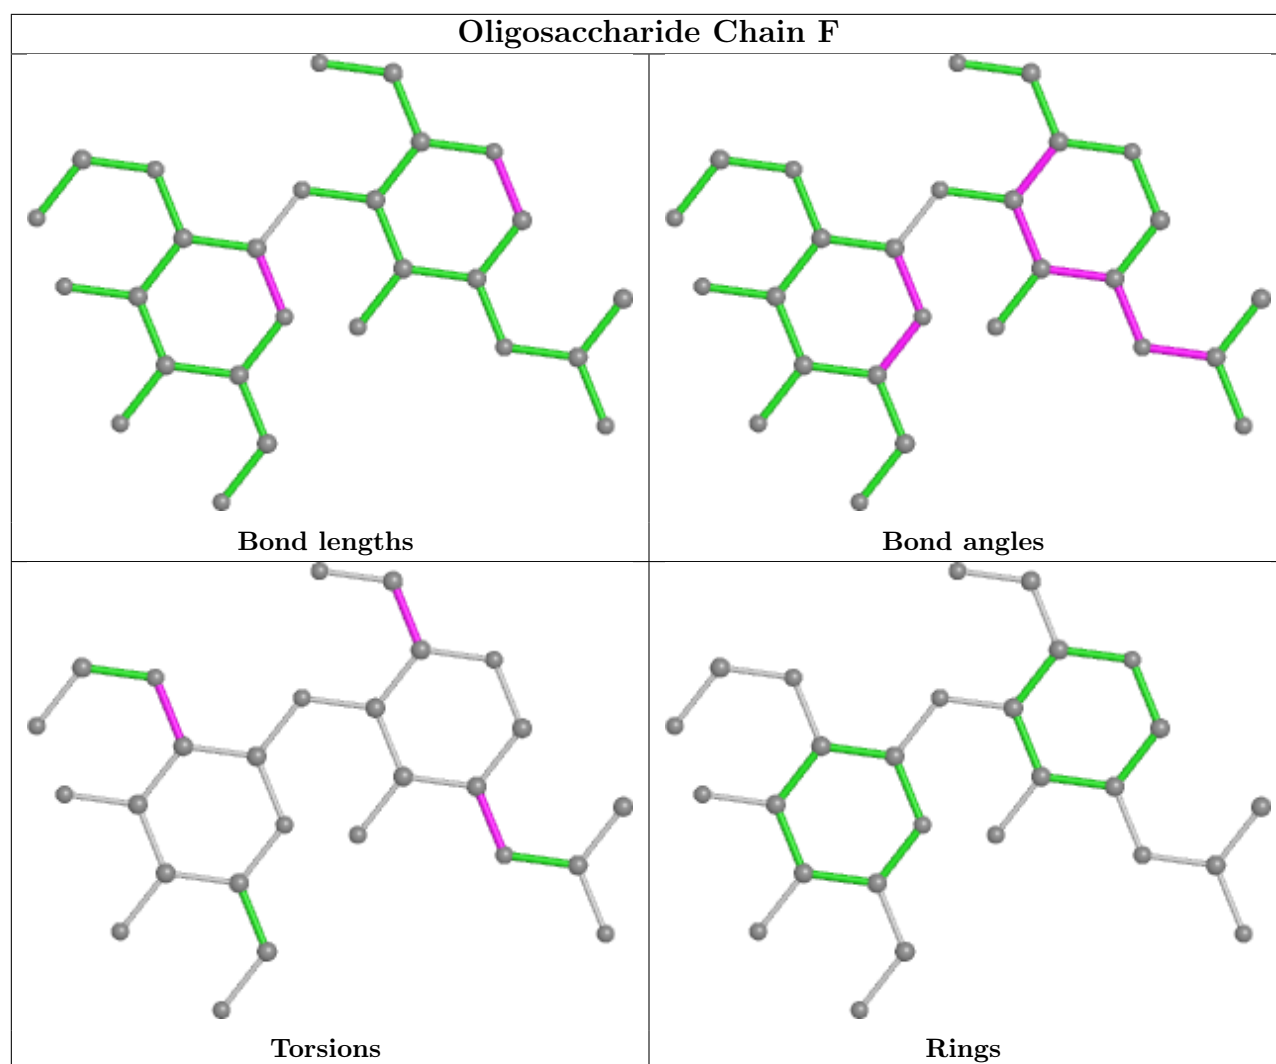 Oligosaccharide Chain F
Bond lengths
Bond angles
Torsions
Rings